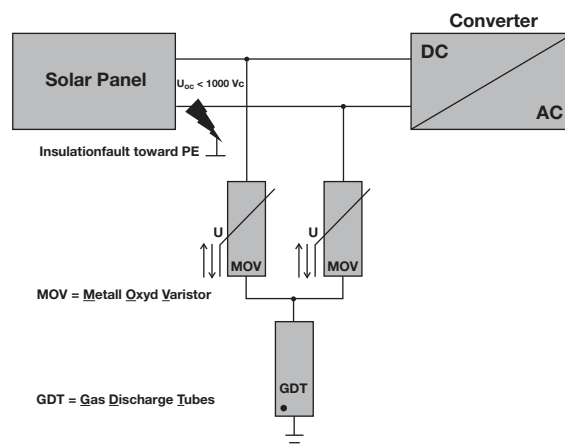 Converter
Solar Panel
DC
AC
Uoc < 1000 Vc
Insulationfault toward PE
U
MOV
U
MOV
MOV = Metall Oxyd Varistor
GDT
GDT = Gas Discharge Tubes